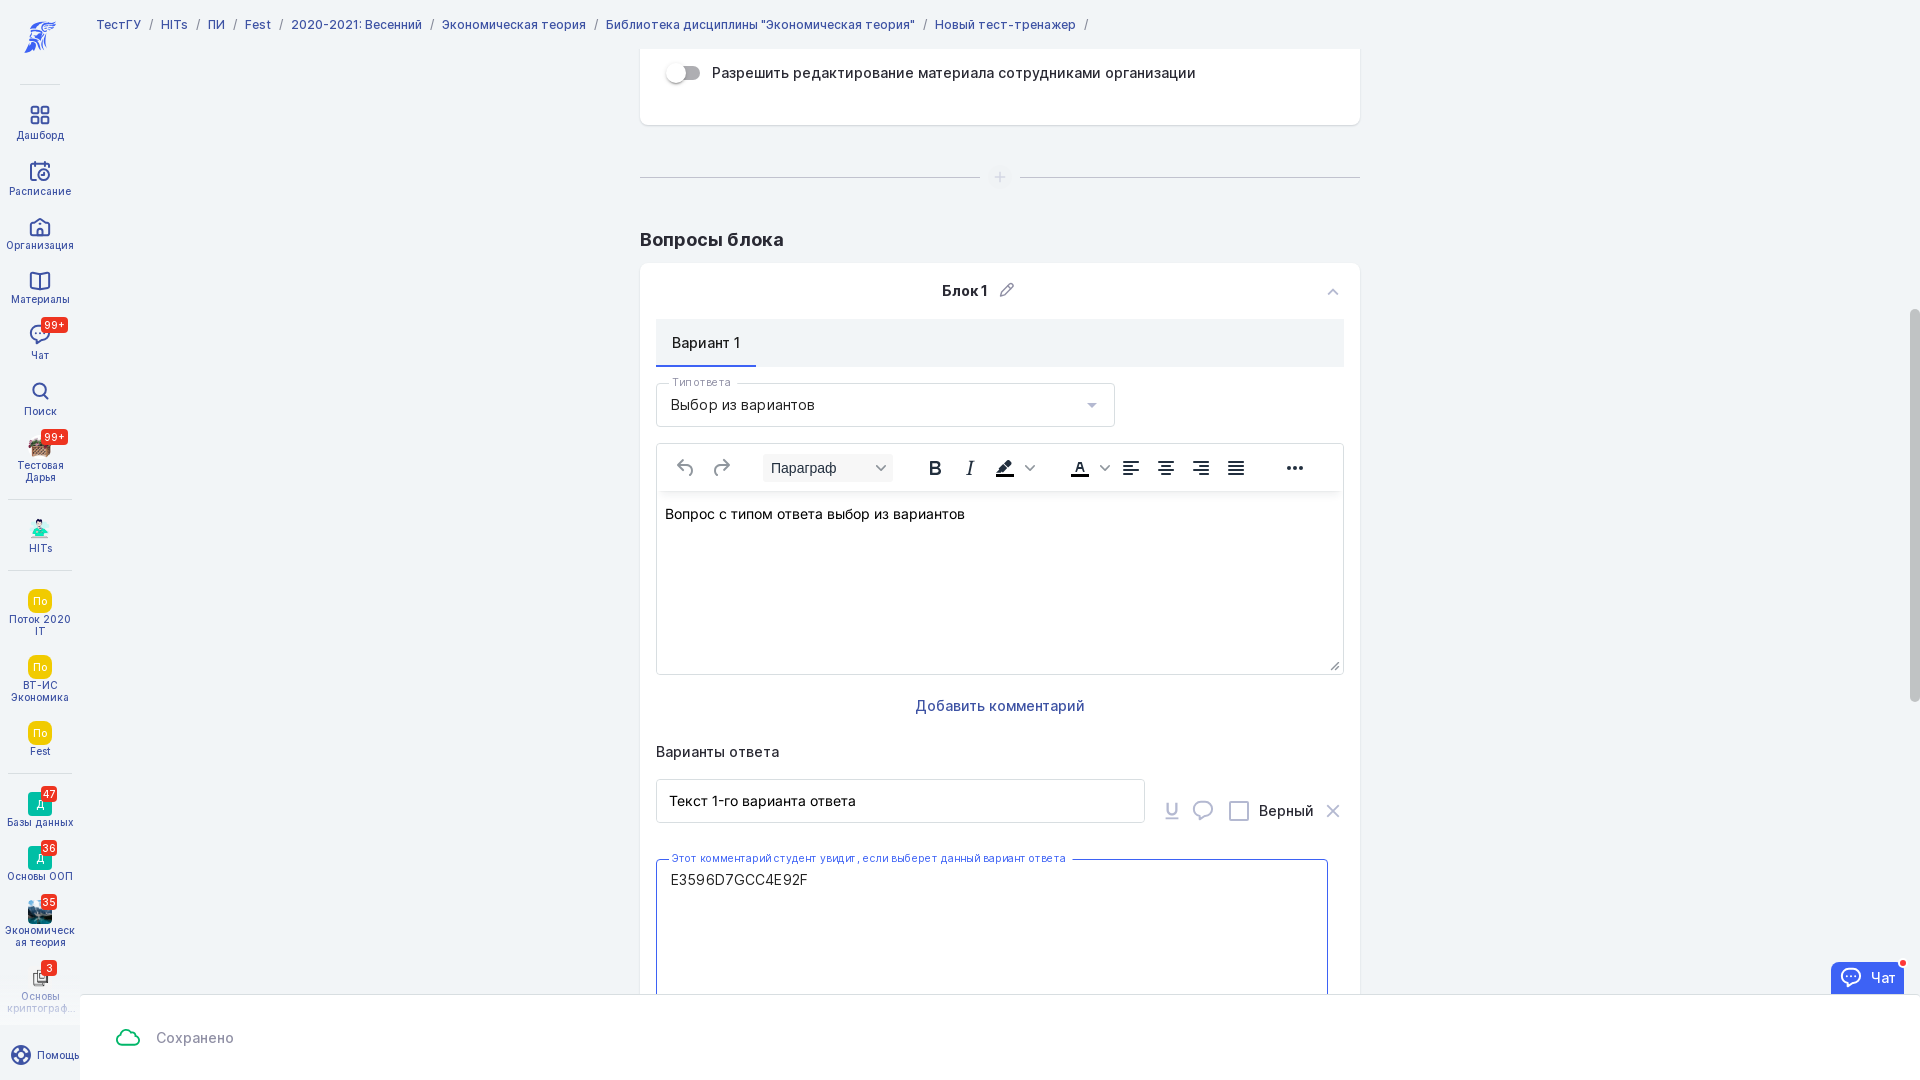 ТестГУ / HITs / ПИ / Fest / 2020-2021: Весенний / Экономическая теория / Библиотека дисциплины "Экономическая теория" / Новый тест-тренажер /
Разрешить редактирование материала сотрудниками организации
Дашборд
Расписание
Организация
Материалы
99+
Чат
Поиск
99+
Тестовая
Дарья
HITs
По
Поток 2020
IT
По
ВТ-ИС
Экономика
По
Fest
47
Д
Базы данных
36
Д
Основы ООП
35
Экономическ
ая теория
3
Основы
криптограф...
Помощь
Вопросы блока
Блок 1
Вариант 1
Тип ответа
Выбор из вариантов
Параграф
Вопрос с типом ответа выбор из вариантов
Добавить комментарий
Варианты ответа
Текст 1-го варианта ответа
Верный
Этот комментарий студент увидит, если выберет данный вариант ответа
E3596D7GCC4E92F
Чат
Сохранено